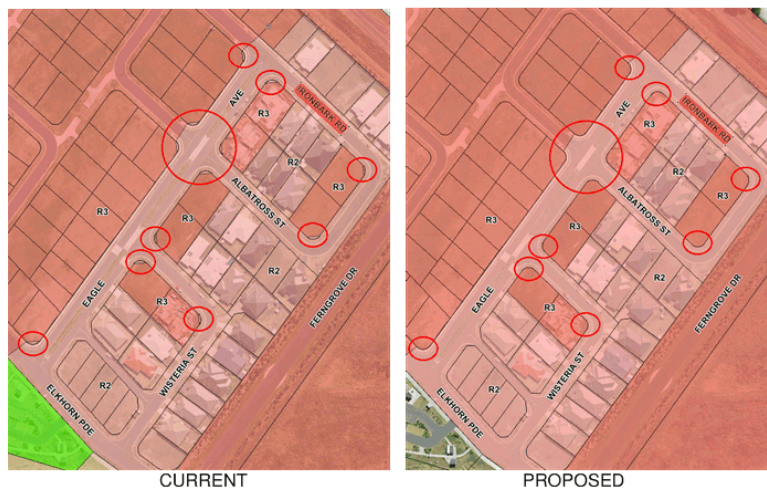 AVE
IRONBARK RD
R3
R2
R3
ALBATROSS ST
R3
R3
R2
EAGLE
R3
FERNGROVE DR
R2
WISTERIA ST
ELKHORN PDE
CURRENT
AVE
IRONBARK RD
R3
R2
R3
ALBATROSS ST
R3
R3
R2
EAGLE
R3
FERNGROVE DR
R2
WISTERIA ST
ELKHORN PDE
PROPOSED